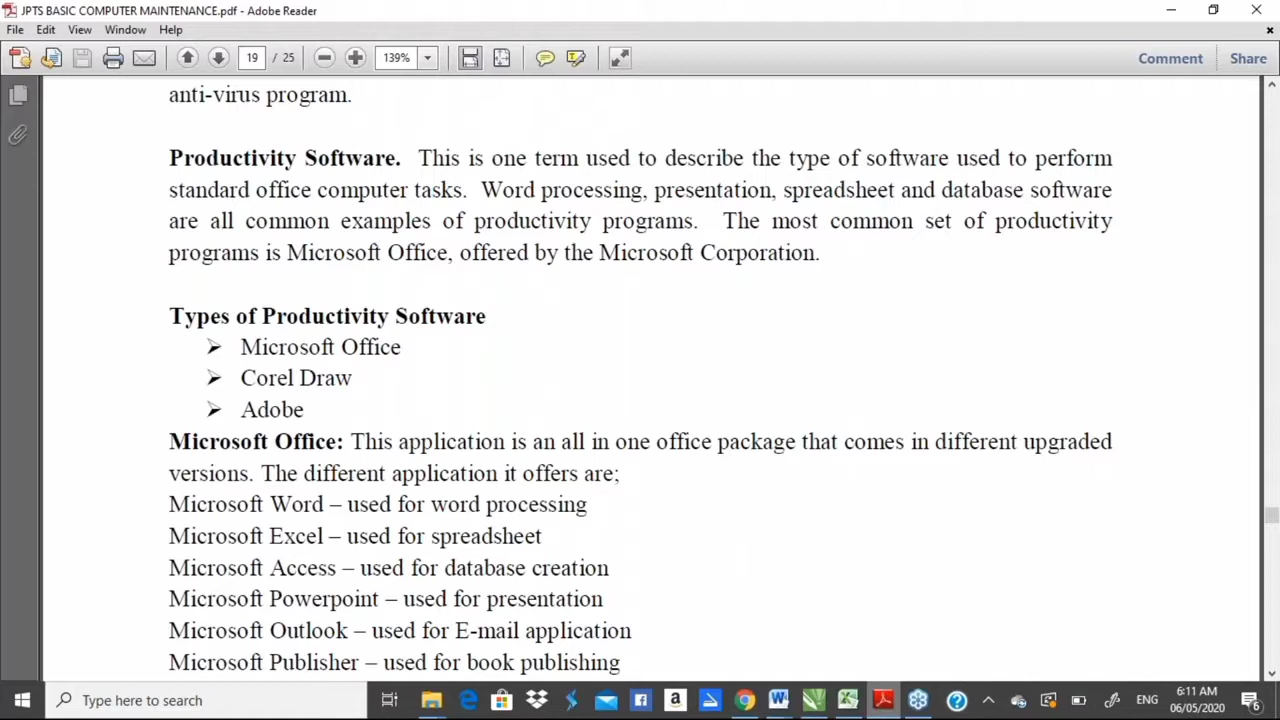 JPTS BASIC COMPUTER MAINTENANCE.pdf - Adobe Reader
File Edit View Window Help
19 / 25 139% Comment Share
anti-virus program.
Productivity Software. This is one term used to describe the type of software used to perform
standard office computer tasks. Word processing, presentation, spreadsheet and database software
are all common examples of productivity programs. The most common set of productivity
programs is Microsoft Office, offered by the Microsoft Corporation.
Types of Productivity Software
➢ Microsoft Office
➢ Corel Draw
➢ Adobe
Microsoft Office: This application is an all in one office package that comes in different upgraded
versions. The different application it offers are;
Microsoft Word – used for word processing
Microsoft Excel – used for spreadsheet
Microsoft Access – used for database creation
Microsoft Powerpoint – used for presentation
Microsoft Outlook – used for E-mail application
Microsoft Publisher – used for book publishing
Type here to search
ENG
6:11 AM
06/05/2020
6